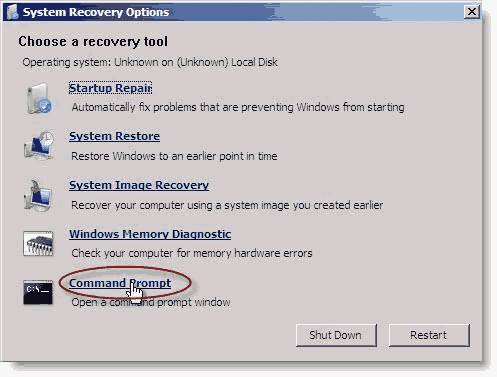 System Recovery Options
Choose a recovery tool
Operating system: Unknown on (Unknown) Local Disk
Startup Repair
Automatically fix problems that are preventing Windows from starting
System Restore
Restore Windows to an earlier point in time
System Image Recovery
Recover your computer using a system image you created earlier
Windows Memory Diagnostic
Check your computer for memory hardware errors
C:\_
Command Prompt
Open a command prompt window
Shut Down
Restart